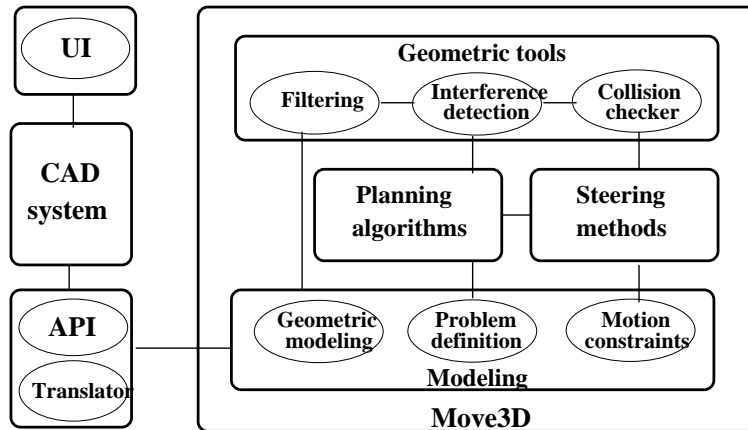 UI
CAD
system
API
Translator
Geometric tools
Filtering
Interference
detection
Collision
checker
Planning
algorithms
Steering
methods
Geometric
modeling
Problem
definition
Motion
constraints
Modeling
Move3D